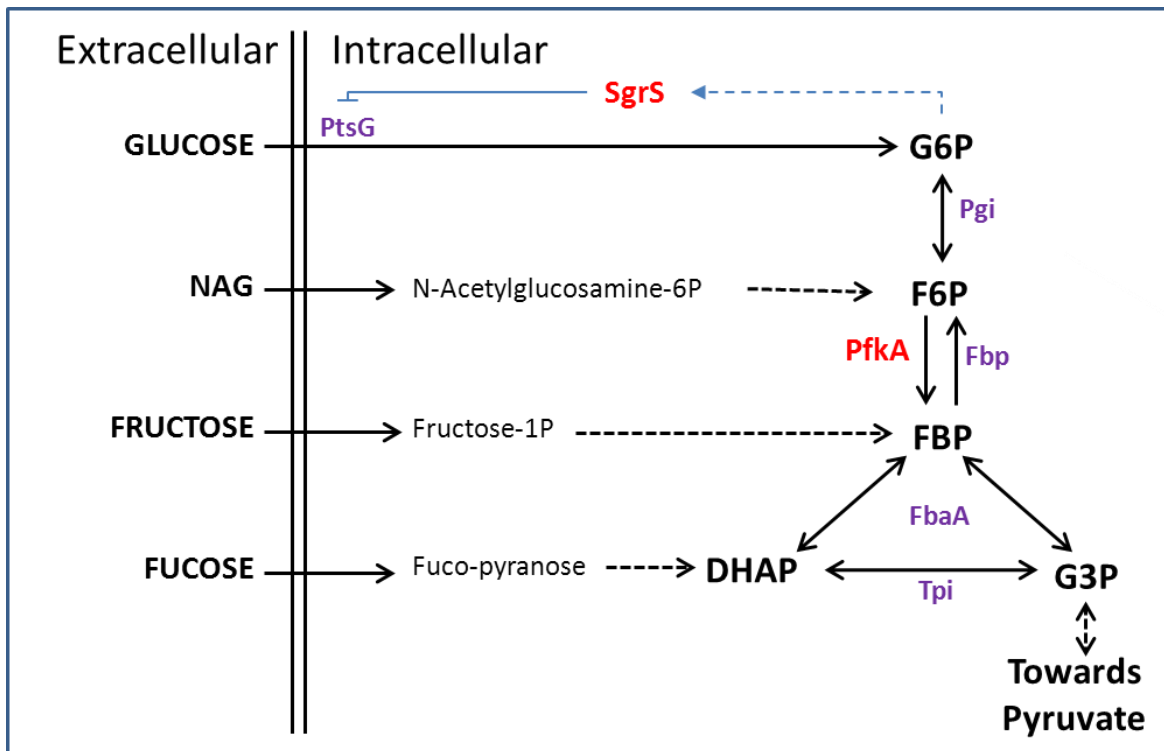 Extracellular
Intracellular
SgrS
PtsG
GLUCOSE
G6P
Pgi
NAG
N-Acetylglucosamine-6P
F6P
PfkA
Fbp
FRUCTOSE
Fructose-1P
FBP
FbaA
FUCOSE
Fuco-pyranose
DHAP
Tpi
G3P
Towards
Pyruvate